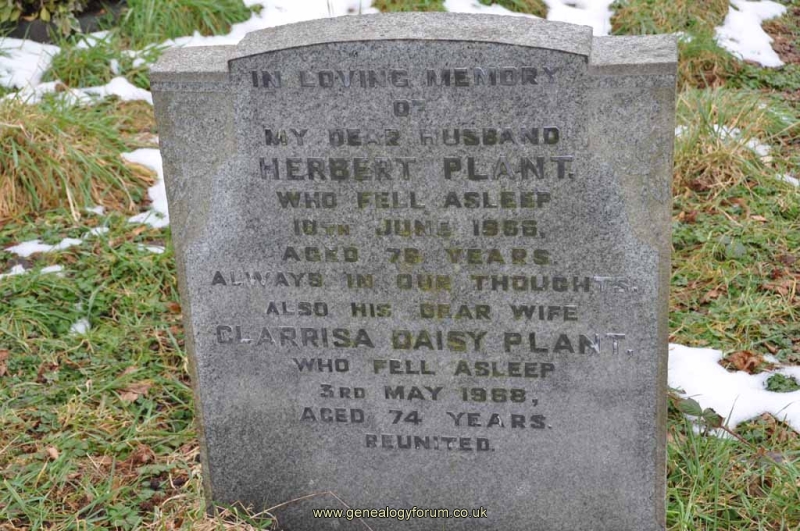 IN LOVING MEMORY
OF
MY DEAR HUSBAND
HERBERT PLANT.
WHO FELL ASLEEP
10TH JUNE 1966.
AGED 76 YEARS.
ALWAYS IN OUR THOUGHTS.
ALSO HIS DEAR WIFE
CLARRISA DAISY PLANT.
WHO FELL ASLEEP
3RD MAY 1968,
AGED 74 YEARS.
REUNITED.
www.genealogyforum.co.uk